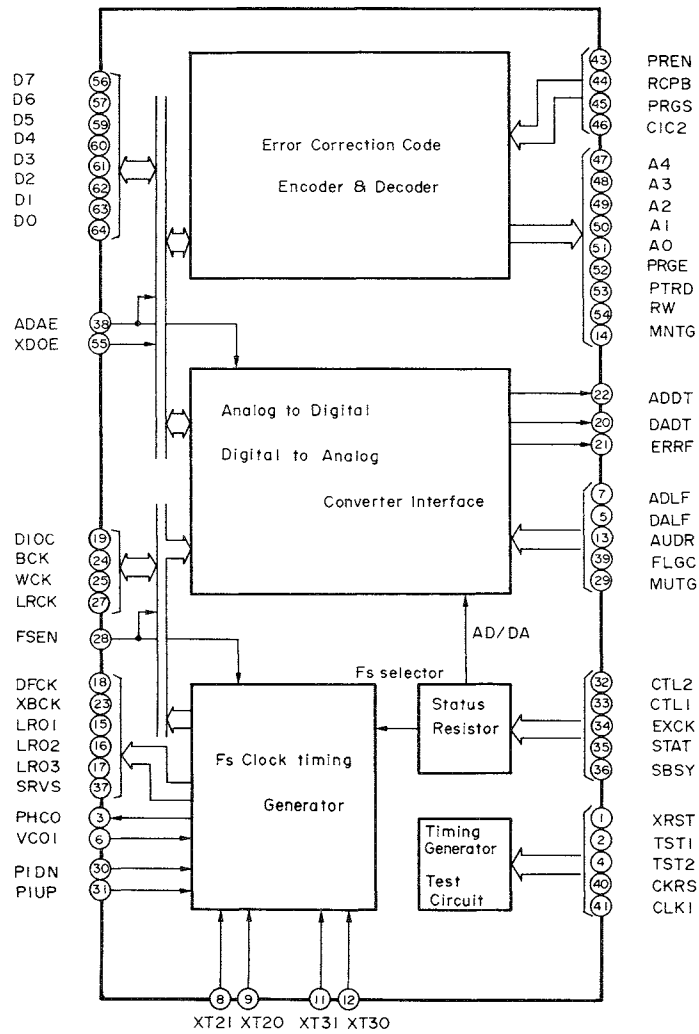 D7 56
D6 57
D5 59
D4 60
D3 61
D2 62
D1 63
D0 64
ADAE 38
XDOE 55
DIOC 19
BCK 24
WCK 25
LRCK 27
FSEN 28
DFCK 18
XBCK 23
LRO1 15
LRO2 16
LRO3 17
SRVS 37
PHCO 3
VCO1 6
PIDN 30
PIUP 31
Error Correction Code
Encoder & Decoder
Analog to Digital
Digital to Analog
Converter Interface
AD/DA
Fs selector
Status
Resistor
Fs Clock timing
Generator
Timing
Generator
Test
Circuit
43 PREN
44 RCPB
45 PRGS
46 CIC2
47 A4
48 A3
49 A2
50 A1
51 A0
52 PRGE
53 PTRD
54 RW
14 MNTG
22 ADDT
20 DADT
21 ERRF
7 ADLF
5 DALF
13 AUDR
39 FLGC
29 MUTG
32 CTL2
33 CTL1
34 EXCK
35 STAT
36 SBSY
1 XRST
2 TST1
4 TST2
40 CKRS
41 CLK1
8 9 11 12
XT21 XT20 XT31 XT30